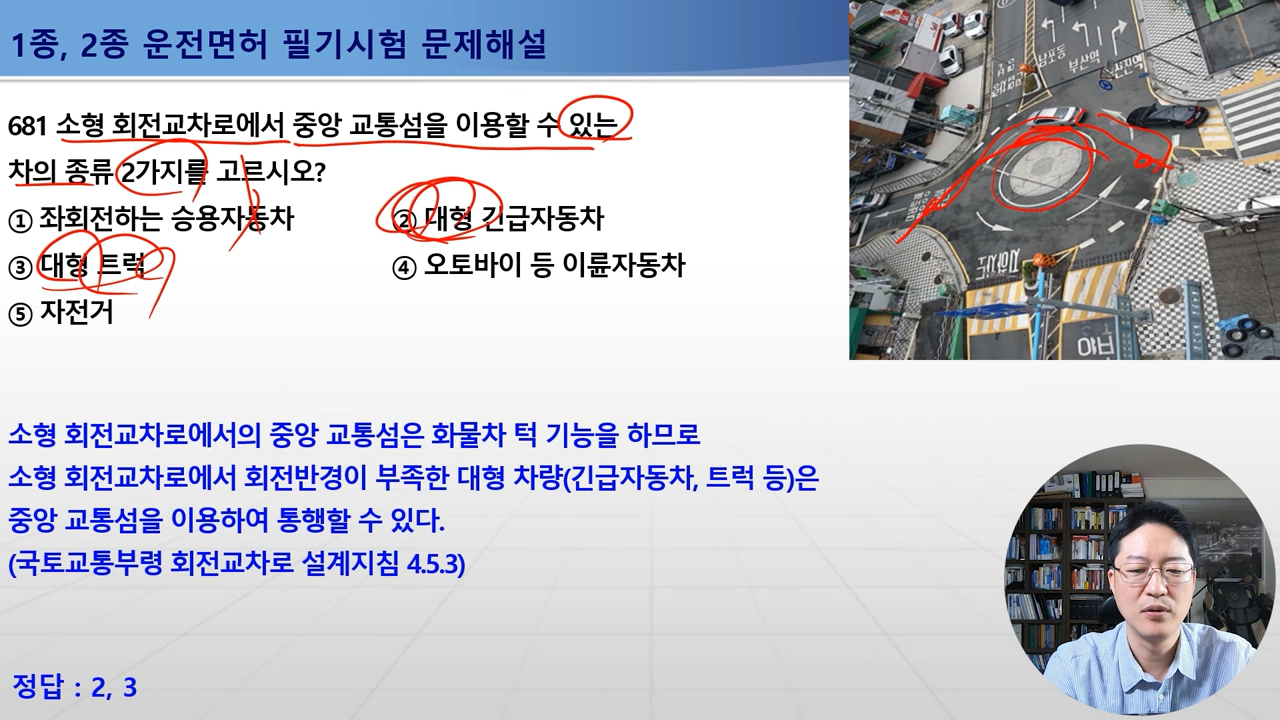 1종, 2종 운전면허 필기시험 문제해설
681 소형 회전교차로에서 중앙 교통섬을 이용할 수 있는
차의 종류 2가지를 고르시오?
① 좌회전하는 승용자동차 ② 대형 긴급자동차
③ 대형 트럭 ④ 오토바이 등 이륜자동차
⑤ 자전거
소형 회전교차로에서의 중앙 교통섬은 화물차 턱 기능을 하므로
소형 회전교차로에서 회전반경이 부족한 대형 차량(긴급자동차, 트럭 등)은
중앙 교통섬을 이용하여 통행할 수 있다.
(국토교통부령 회전교차로 설계지침 4.5.3)
정답 : 2, 3
남포동
부산역